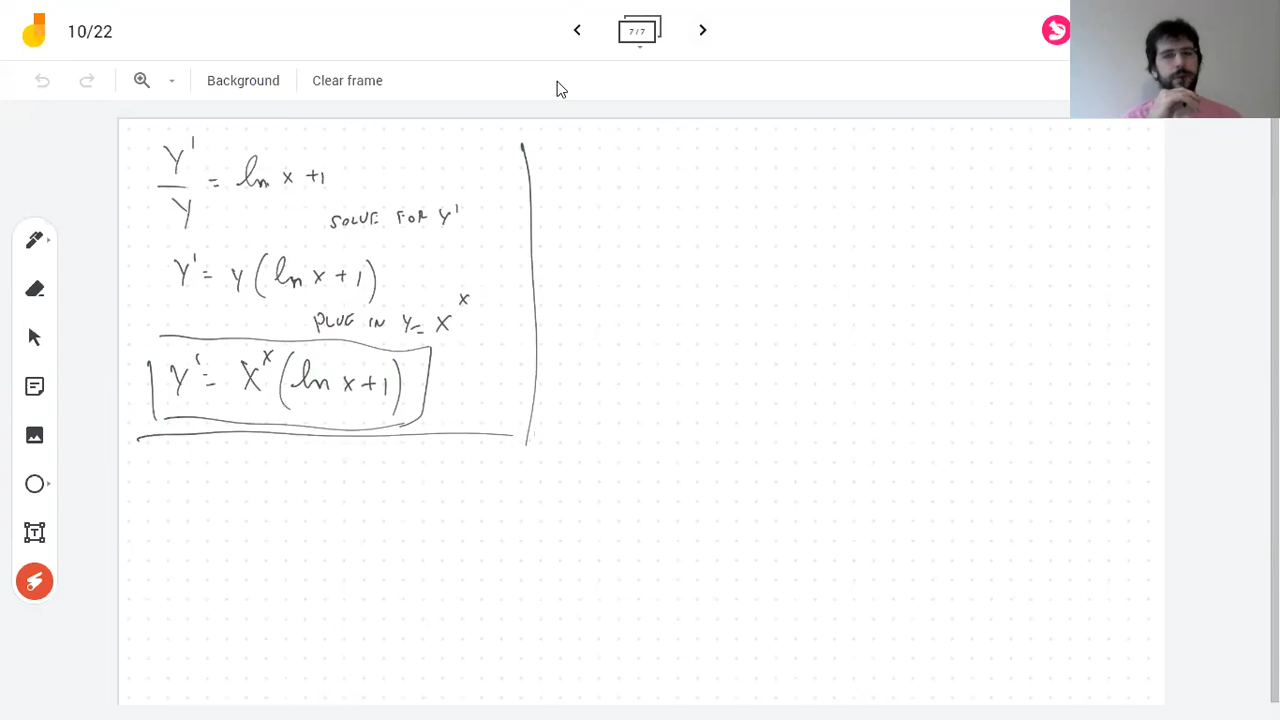 10/22
7 / 7
Background
Clear frame
Y'/Y = ln x + 1
SOLVE FOR Y'
Y' = Y (ln x + 1)
PLUG IN Y = X^x
Y' = X^x (ln x + 1)